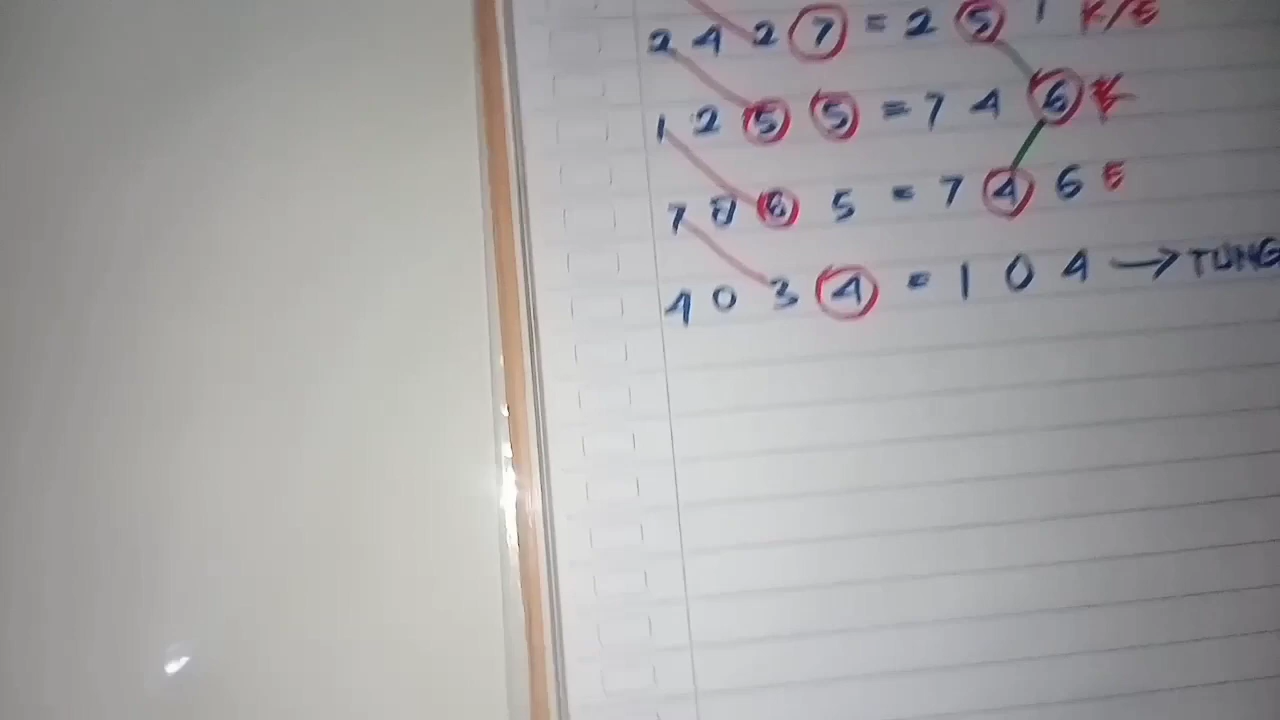 2 4 2 7 = 2 5 1 K/E
1 2 5 5 = 7 4 6 K
7 8 6 5 = 7 4 6 E
4 0 3 4 = 1 0 4 → TUNG